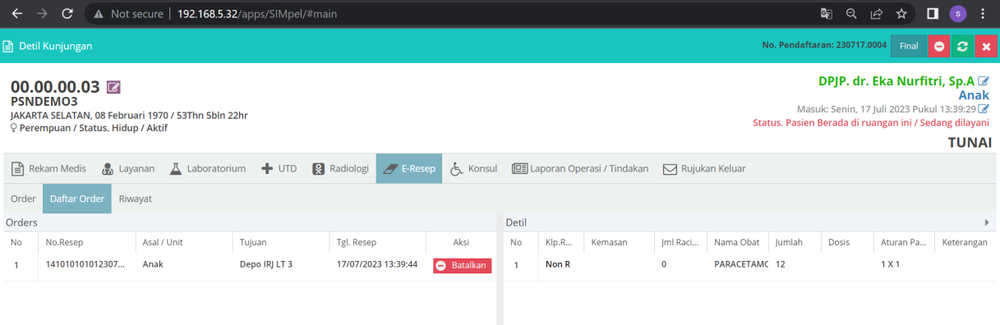 Not secure | 192.168.5.32/apps/SIMpel/#main
S
Detil Kunjungan
No. Pendaftaran: 230717.0004 Final
00.00.00.03
PSNDEMO3
JAKARTA SELATAN, 08 Februari 1970 / 53Thn 5bln 22hr
Perempuan / Status. Hidup / Aktif
DPJP. dr. Eka Nurfitri, Sp.A
Anak
Masuk: Senin, 17 Juli 2023 Pukul 13:39:29
Status. Pasien Berada di ruangan ini / Sedang dilayani
TUNAI
Rekam Medis Layanan Laboratorium UTD Radiologi E-Resep Konsul Laporan Operasi / Tindakan Rujukan Keluar
Order Daftar Order Riwayat
Orders
No No.Resep Asal / Unit Tujuan Tgl. Resep Aksi
1 141010101012307... Anak Depo IRJ LT 3 17/07/2023 13:39:44 Batalkan
Detil
No Klp.R... Kemasan Jml Raci... Nama Obat Jumlah Dosis Aturan Pa... Keterangan
1 Non R 0 PARACETAMO 12 1 X 1